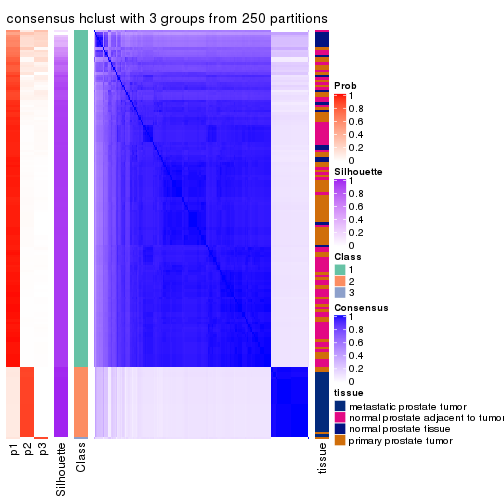 consensus hclust with 3 groups from 250 partitions
Prob
1
0.8
0.6
0.4
0.2
0
Silhouette
1
0.8
0.6
0.4
0.2
0
Class
1
2
3
Consensus
1
0.8
0.6
0.4
0.2
0
tissue
metastatic prostate tumor
normal prostate adjacent to tumor
normal prostate tissue
primary prostate tumor
p1
p2
p3
Silhouette
Class
tissue